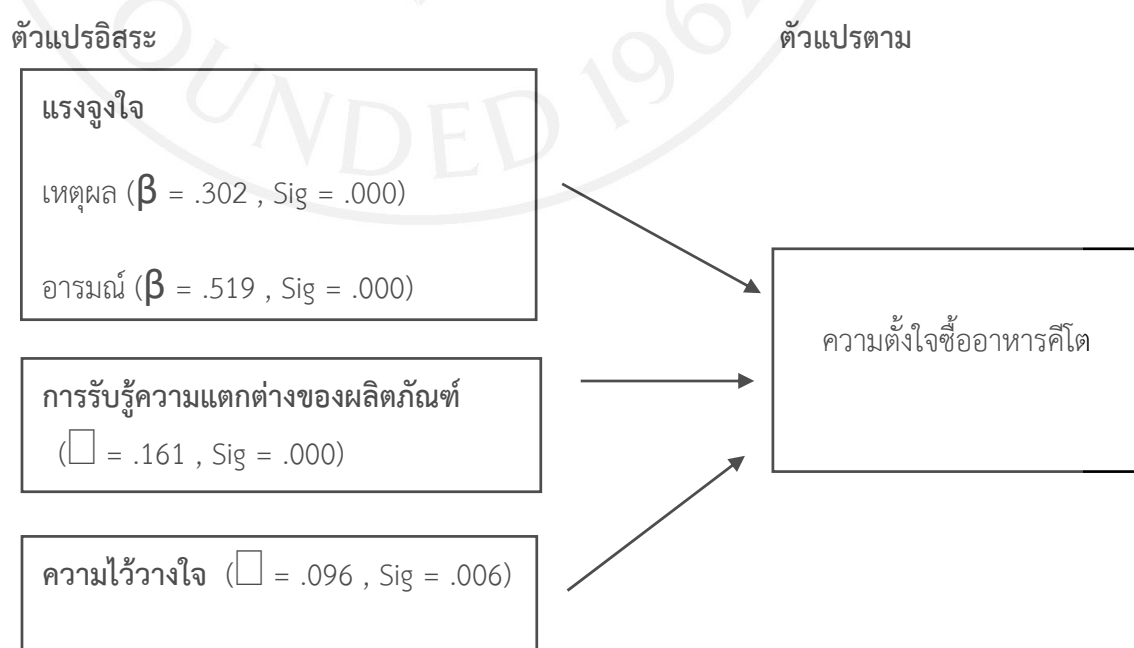 ตัวแปรอิสระ
ตัวแปรตาม
แรงจูงใจ
เหตุผล (β = .302 , Sig = .000)
อารมณ์ (β = .519 , Sig = .000)
การรับรู้ความแตกต่างของผลิตภัณฑ์
(□ = .161 , Sig = .000)
ความไว้วางใจ (□ = .096 , Sig = .006)
ความตั้งใจซื้ออาหารคีโต
OUNDED 196